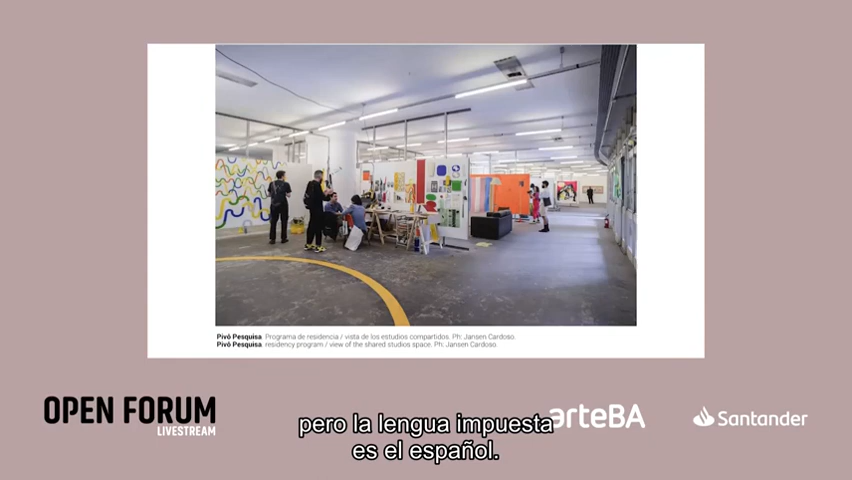 Pivô Pesquisa. Programa de residencia / vista de los estudios compartidos. Ph: Jansen Cardoso.
Pivô Pesquisa. residency program / view of the shared studios space. Ph: Jansen Cardoso.
OPEN FORUM
LIVESTREAM
pero la lengua impuesta
es el español.
arteBA
Santander